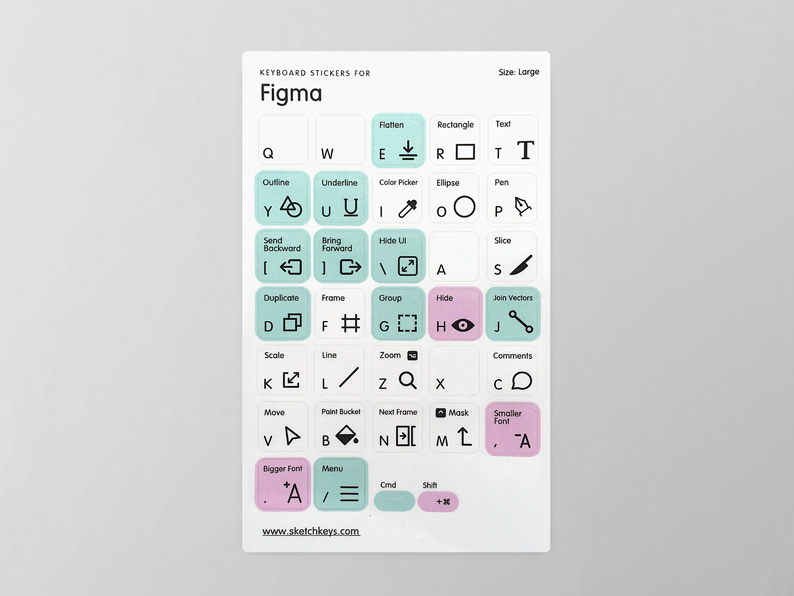 KEYBOARD STICKERS FOR
Size: Large
Figma
Q
W
Flatten
E
Rectangle
R
Text
T T
Outline
Y
Underline
U U
Color Picker
I
Ellipse
O
Pen
P
Send
Backward
[
Bring
Forward
]
Hide UI
\
A
Slice
S
Duplicate
D
Frame
F
Group
G
Hide
H
Join Vectors
J
Scale
K
Line
L
Zoom ⌥
Z
X
Comments
C
Move
V
Paint Bucket
B
Next Frame
N
^ Mask
M
Smaller
Font
, -A
Bigger Font
. +A
Menu
/
Cmd
Shift
+⌘
www.sketchkeys.com